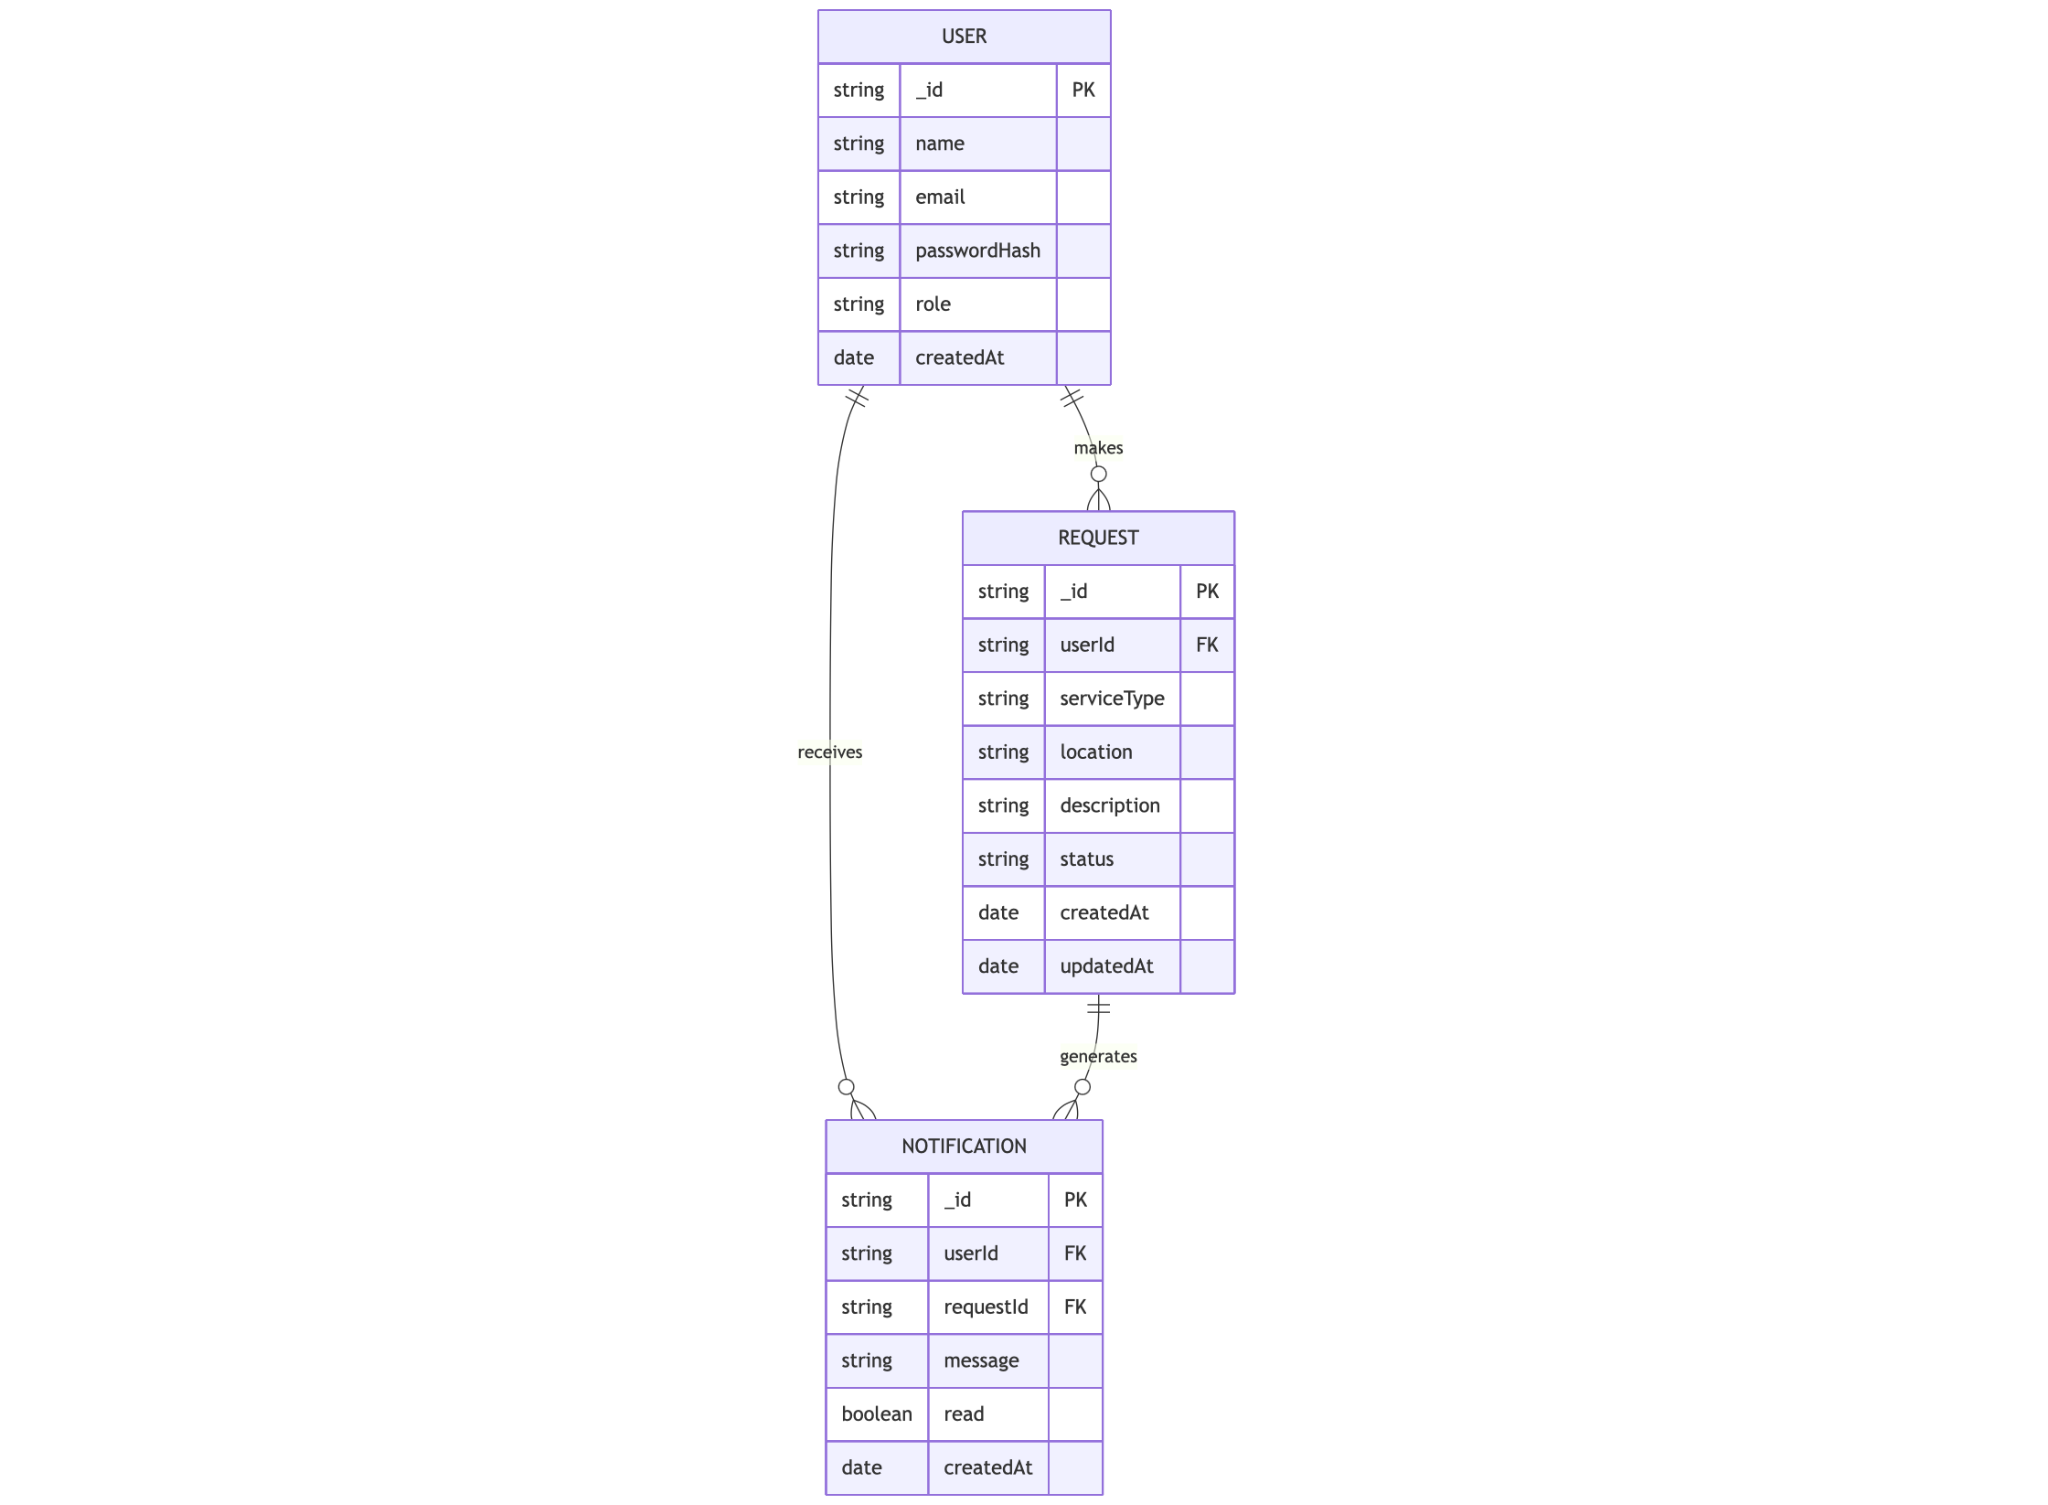 USER
string _id PK
string name
string email
string passwordHash
string role
date createdAt
makes
REQUEST
string _id PK
string userId FK
string serviceType
string location
string description
string status
date createdAt
date updatedAt
receives
generates
NOTIFICATION
string _id PK
string userId FK
string requestId FK
string message
boolean read
date createdAt